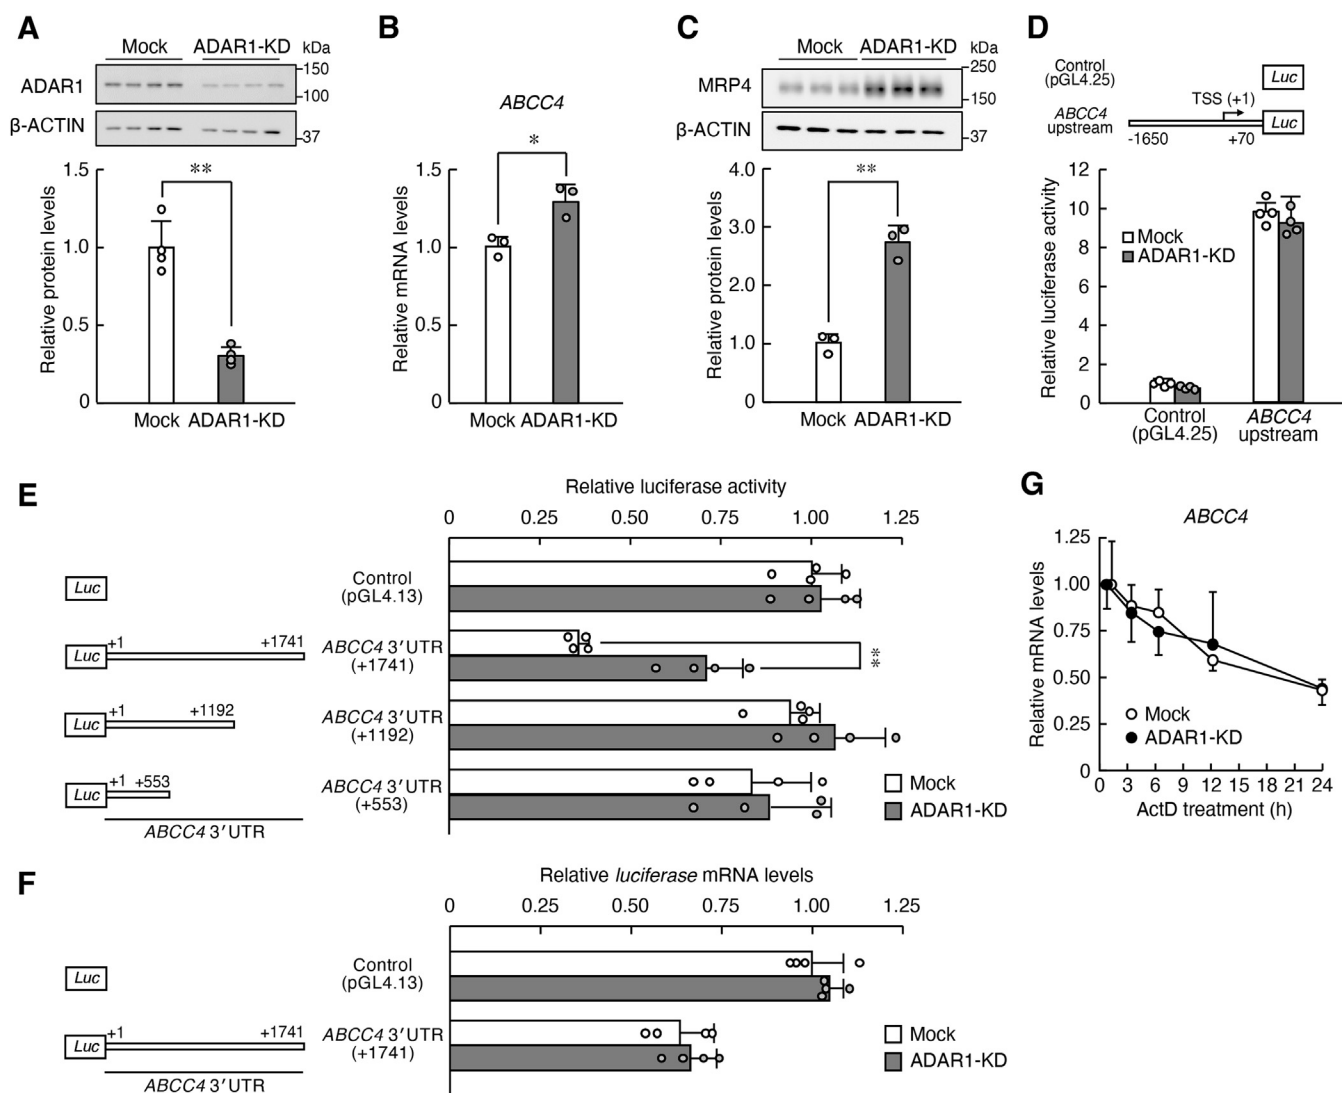 A
Mock ADAR1-KD kDa
ADAR1
150
100
β-ACTIN
37
Relative protein levels
1.5
1.0
0.5
0
**
Mock ADAR1-KD
B
ABCC4
Relative mRNA levels
1.5
1.0
0.5
0
*
Mock ADAR1-KD
C
Mock ADAR1-KD kDa
MRP4
250
150
β-ACTIN
37
Relative protein levels
4.0
3.0
2.0
1.0
0
**
Mock ADAR1-KD
D
Control
(pGL4.25)
Luc
TSS (+1)
ABCC4
upstream
Luc
-1650 +70
Relative luciferase activity
12
10
8
6
4
2
0
Mock
ADAR1-KD
Control
(pGL4.25)
ABCC4
upstream
E
Relative luciferase activity
0 0.25 0.50 0.75 1.00 1.25
Luc
Control
(pGL4.13)
Luc +1 +1741
ABCC4 3′UTR
(+1741)
**
Luc +1 +1192
ABCC4 3′UTR
(+1192)
Luc +1 +553
ABCC4 3′UTR
(+553)
ABCC4 3′UTR
Mock
ADAR1-KD
F
Relative luciferase mRNA levels
0 0.25 0.50 0.75 1.00 1.25
Luc
Control
(pGL4.13)
Luc +1 +1741
ABCC4 3′UTR
(+1741)
ABCC4 3′UTR
Mock
ADAR1-KD
G
ABCC4
Relative mRNA levels
1.25
1.00
0.75
0.50
0.25
0
Mock
ADAR1-KD
0 3 6 9 12 15 18 21 24
ActD treatment (h)